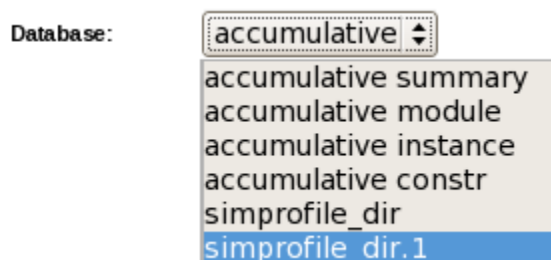 Database: accumulative
accumulative summary
accumulative module
accumulative instance
accumulative constr
simprofile_dir
simprofile_dir.1